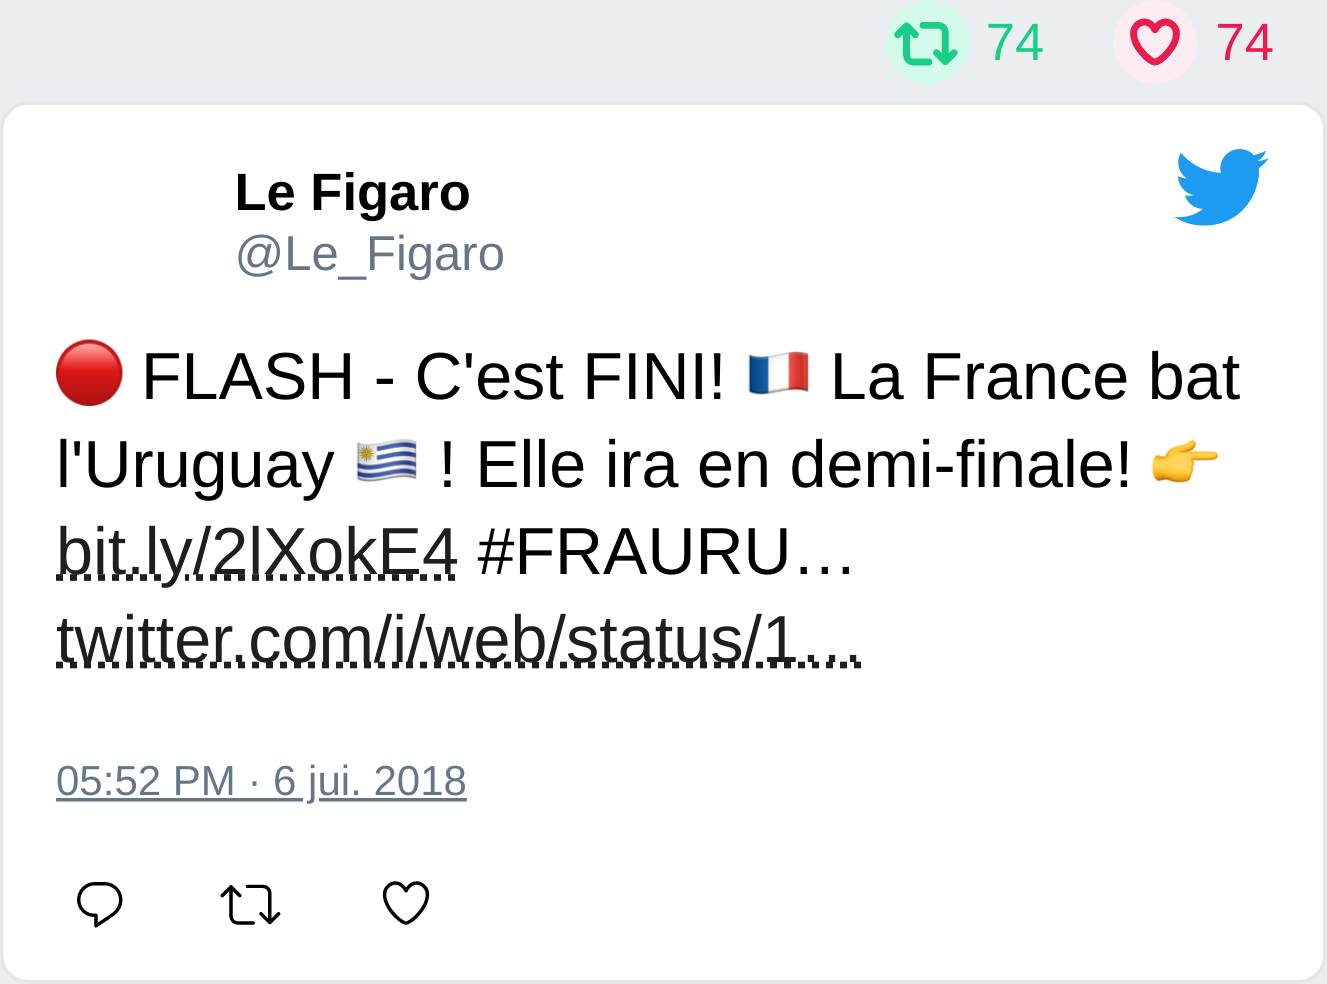 74 74
Le Figaro
@Le_Figaro
🔴 FLASH - C'est FINI! 🇫🇷 La France bat
l'Uruguay 🇺🇾 ! Elle ira en demi-finale! 👉
bit.ly/2lXokE4 #FRAURU…
twitter.com/i/web/status/1…
05:52 PM · 6 jui. 2018